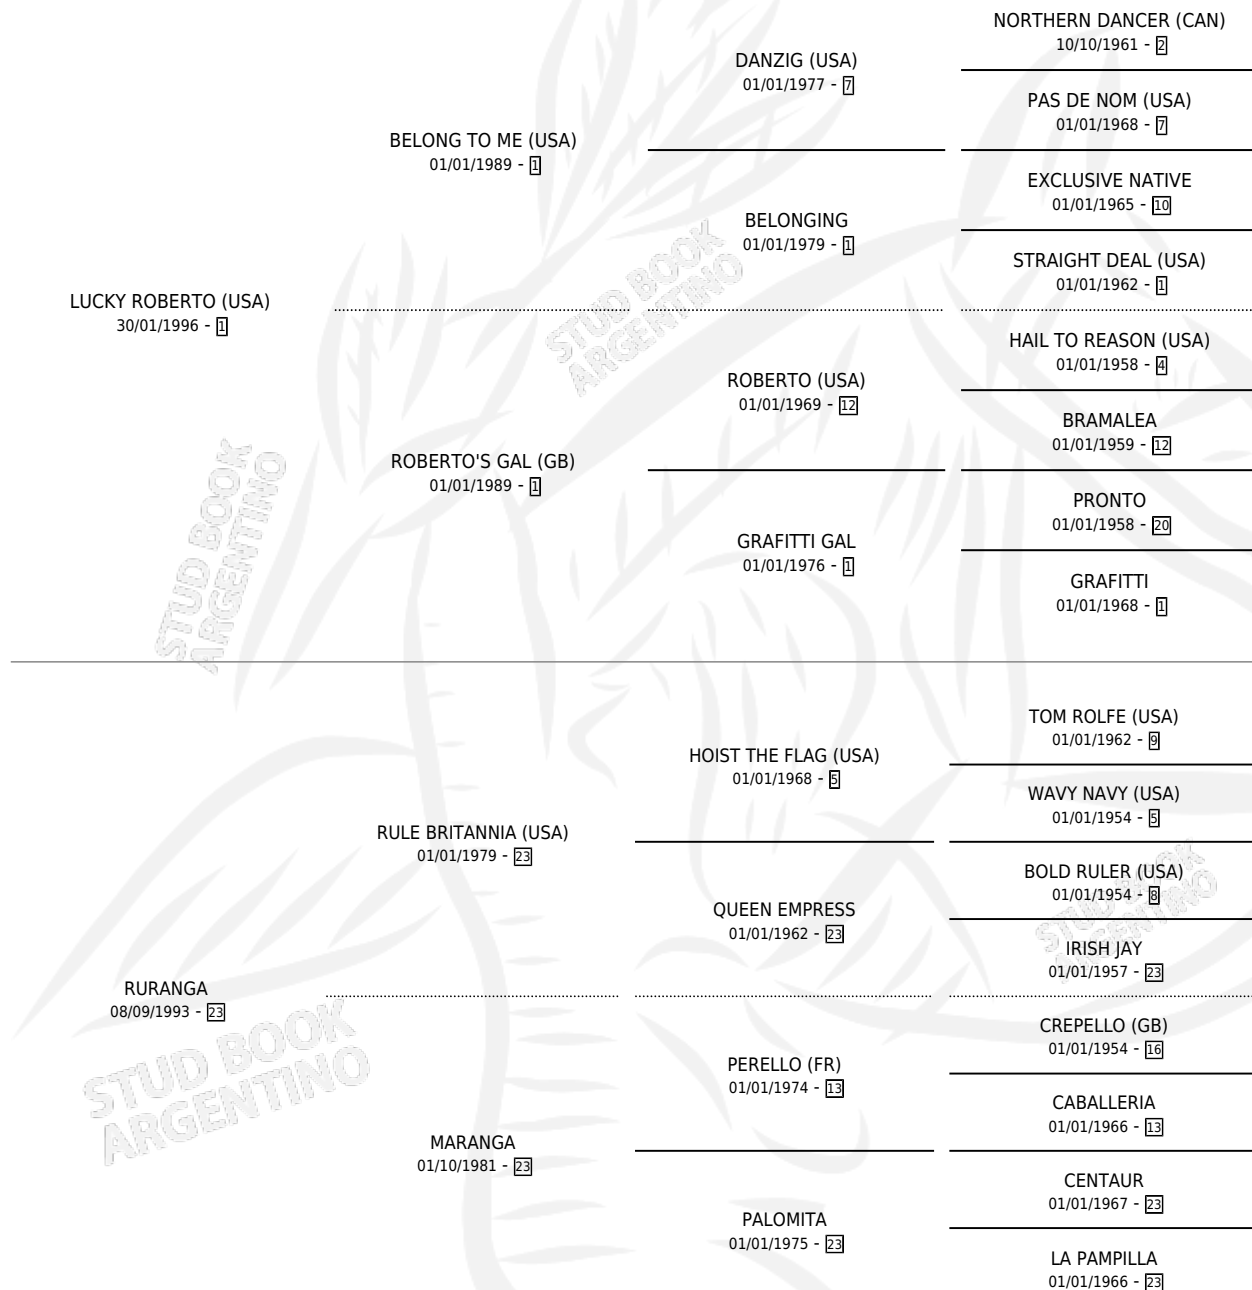 NORTHERN DANCER (CAN)
10/10/1961 - 2
DANZIG (USA)
01/01/1977 - 7
PAS DE NOM (USA)
01/01/1968 - 7
BELONG TO ME (USA)
01/01/1989 - 1
EXCLUSIVE NATIVE
01/01/1965 - 10
BELONGING
01/01/1979 - 1
STRAIGHT DEAL (USA)
01/01/1962 - 1
LUCKY ROBERTO (USA)
30/01/1996 - 1
HAIL TO REASON (USA)
01/01/1958 - 4
ROBERTO (USA)
01/01/1969 - 12
BRAMALEA
01/01/1959 - 12
ROBERTO'S GAL (GB)
01/01/1989 - 1
PRONTO
01/01/1958 - 20
GRAFITTI GAL
01/01/1976 - 1
GRAFITTI
01/01/1968 - 1
TOM ROLFE (USA)
01/01/1962 - 9
HOIST THE FLAG (USA)
01/01/1968 - 5
WAVY NAVY (USA)
01/01/1954 - 5
RULE BRITANNIA (USA)
01/01/1979 - 23
BOLD RULER (USA)
01/01/1954 - 8
QUEEN EMPRESS
01/01/1962 - 23
IRISH JAY
01/01/1957 - 23
RURANGA
08/09/1993 - 23
CREPELLO (GB)
01/01/1954 - 16
PERELLO (FR)
01/01/1974 - 13
CABALLERIA
01/01/1966 - 13
MARANGA
01/10/1981 - 23
CENTAUR
01/01/1967 - 23
PALOMITA
01/01/1975 - 23
LA PAMPILLA
01/01/1966 - 23
STUD BOOK
ARGENTINO
STUD BOOK
ARGENTINO
STUD BOOK
ARGENTINO
STUD BOOK
ARGENTINO